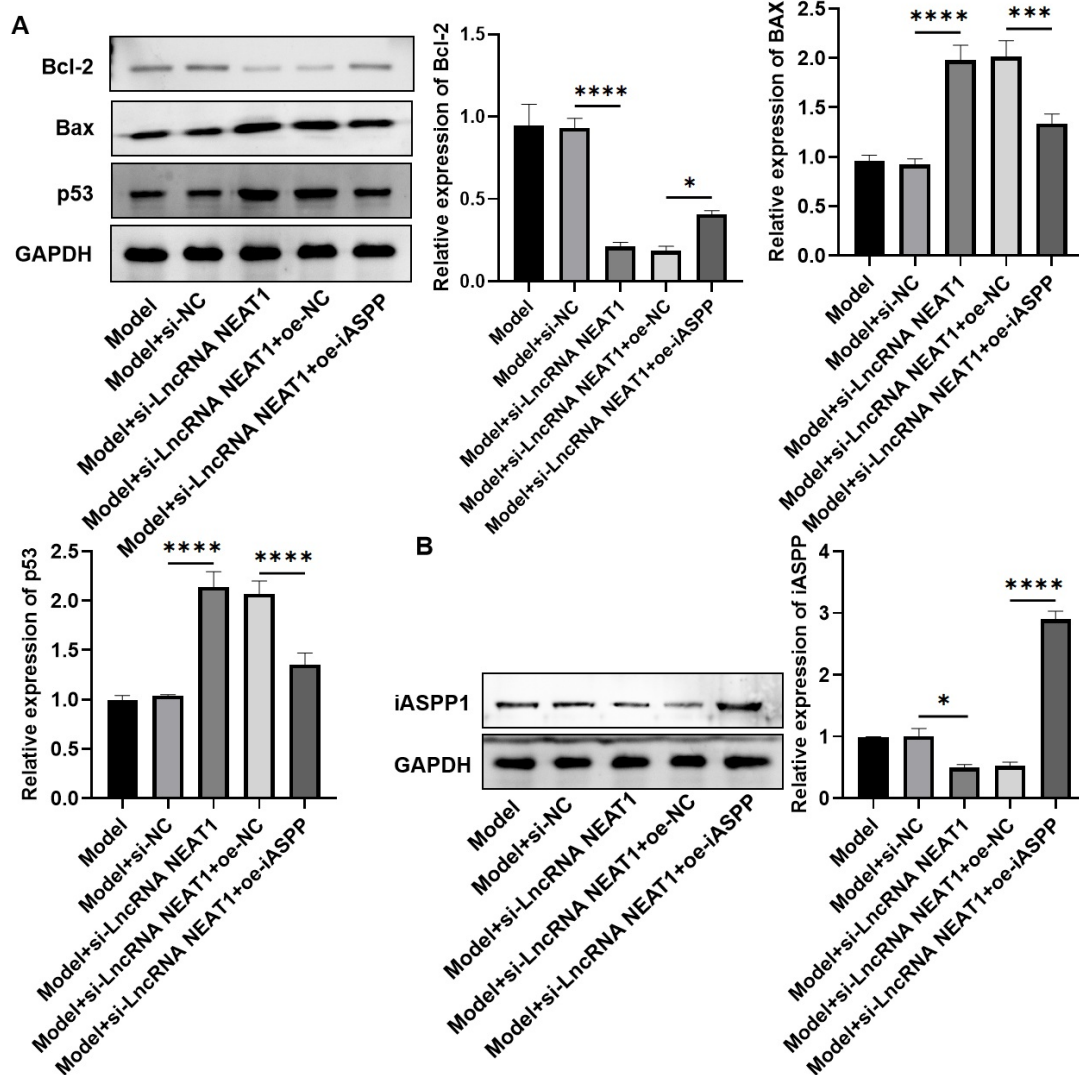 A
Bcl-2
Bax
p53
GAPDH
Model
Model+si-NC
Model+si-LncRNA NEAT1
Model+si-LncRNA NEAT1+oe-NC
Model+si-LncRNA NEAT1+oe-iASPP
Relative expression of Bcl-2
1.5
1.0
0.5
0.0
****
*
Model
Model+si-NC
Model+si-LncRNA NEAT1
Model+si-LncRNA NEAT1+oe-NC
Model+si-LncRNA NEAT1+oe-iASPP
Relative expression of BAX
2.5
2.0
1.5
1.0
0.5
0.0
****
***
Model
Model+si-NC
Model+si-LncRNA NEAT1
Model+si-LncRNA NEAT1+oe-NC
Model+si-LncRNA NEAT1+oe-iASPP
Relative expression of p53
2.5
2.0
1.5
1.0
0.5
0.0
****
****
Model
Model+si-NC
Model+si-LncRNA NEAT1
Model+si-LncRNA NEAT1+oe-NC
Model+si-LncRNA NEAT1+oe-iASPP
B
iASPP1
GAPDH
Model
Model+si-NC
Model+si-LncRNA NEAT1
Model+si-LncRNA NEAT1+oe-NC
Model+si-LncRNA NEAT1+oe-iASPP
Relative expression of iASPP
4
3
2
1
0
*
****
Model
Model+si-NC
Model+si-LncRNA NEAT1
Model+si-LncRNA NEAT1+oe-NC
Model+si-LncRNA NEAT1+oe-iASPP